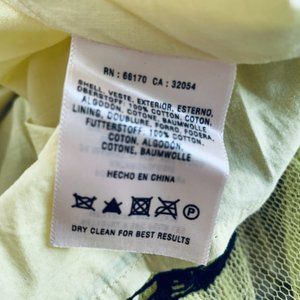 RN : 66170 CA : 32054
SHELL, VESTE, EXTERIOR, ESTERNO,
OBERSTOFF, 100% COTTON, COTON,
ALGODÓN, COTONE, BAUMWOLLE
LINING, DOUBLURE, FORRO, FODERA,
FUTTERSTOFF, 100% COTTON,
COTON, ALGODÓN,
COTONE, BAUMWOLLE
HECHO EN CHINA
P
DRY CLEAN FOR BEST RESULTS